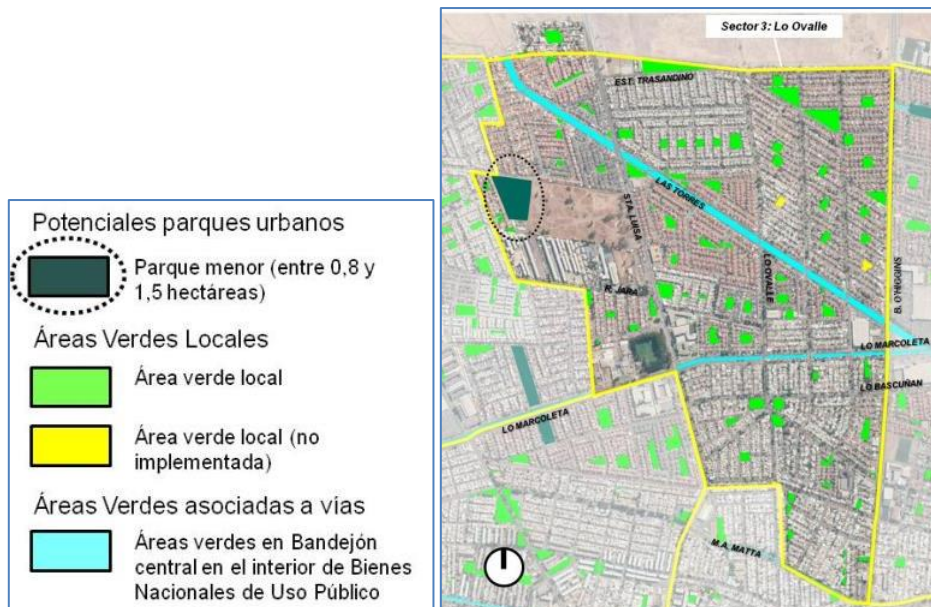 Potenciales parques urbanos
Parque menor (entre 0,8 y
1,5 hectáreas)
Áreas Verdes Locales
Área verde local
Área verde local (no
implementada)
Áreas Verdes asociadas a vías
Áreas verdes en Bandejón
central en el interior de Bienes
Nacionales de Uso Público
Sector 3: Lo Ovalle
EST. TRASANDINO
LAS TORRES
STA. LUISA
LO OVALLE
B. O'HIGGINS
R. JARA
LO MARCOLETA
LO BASCUÑAN
LO MARCOLETA
M.A. MATTA